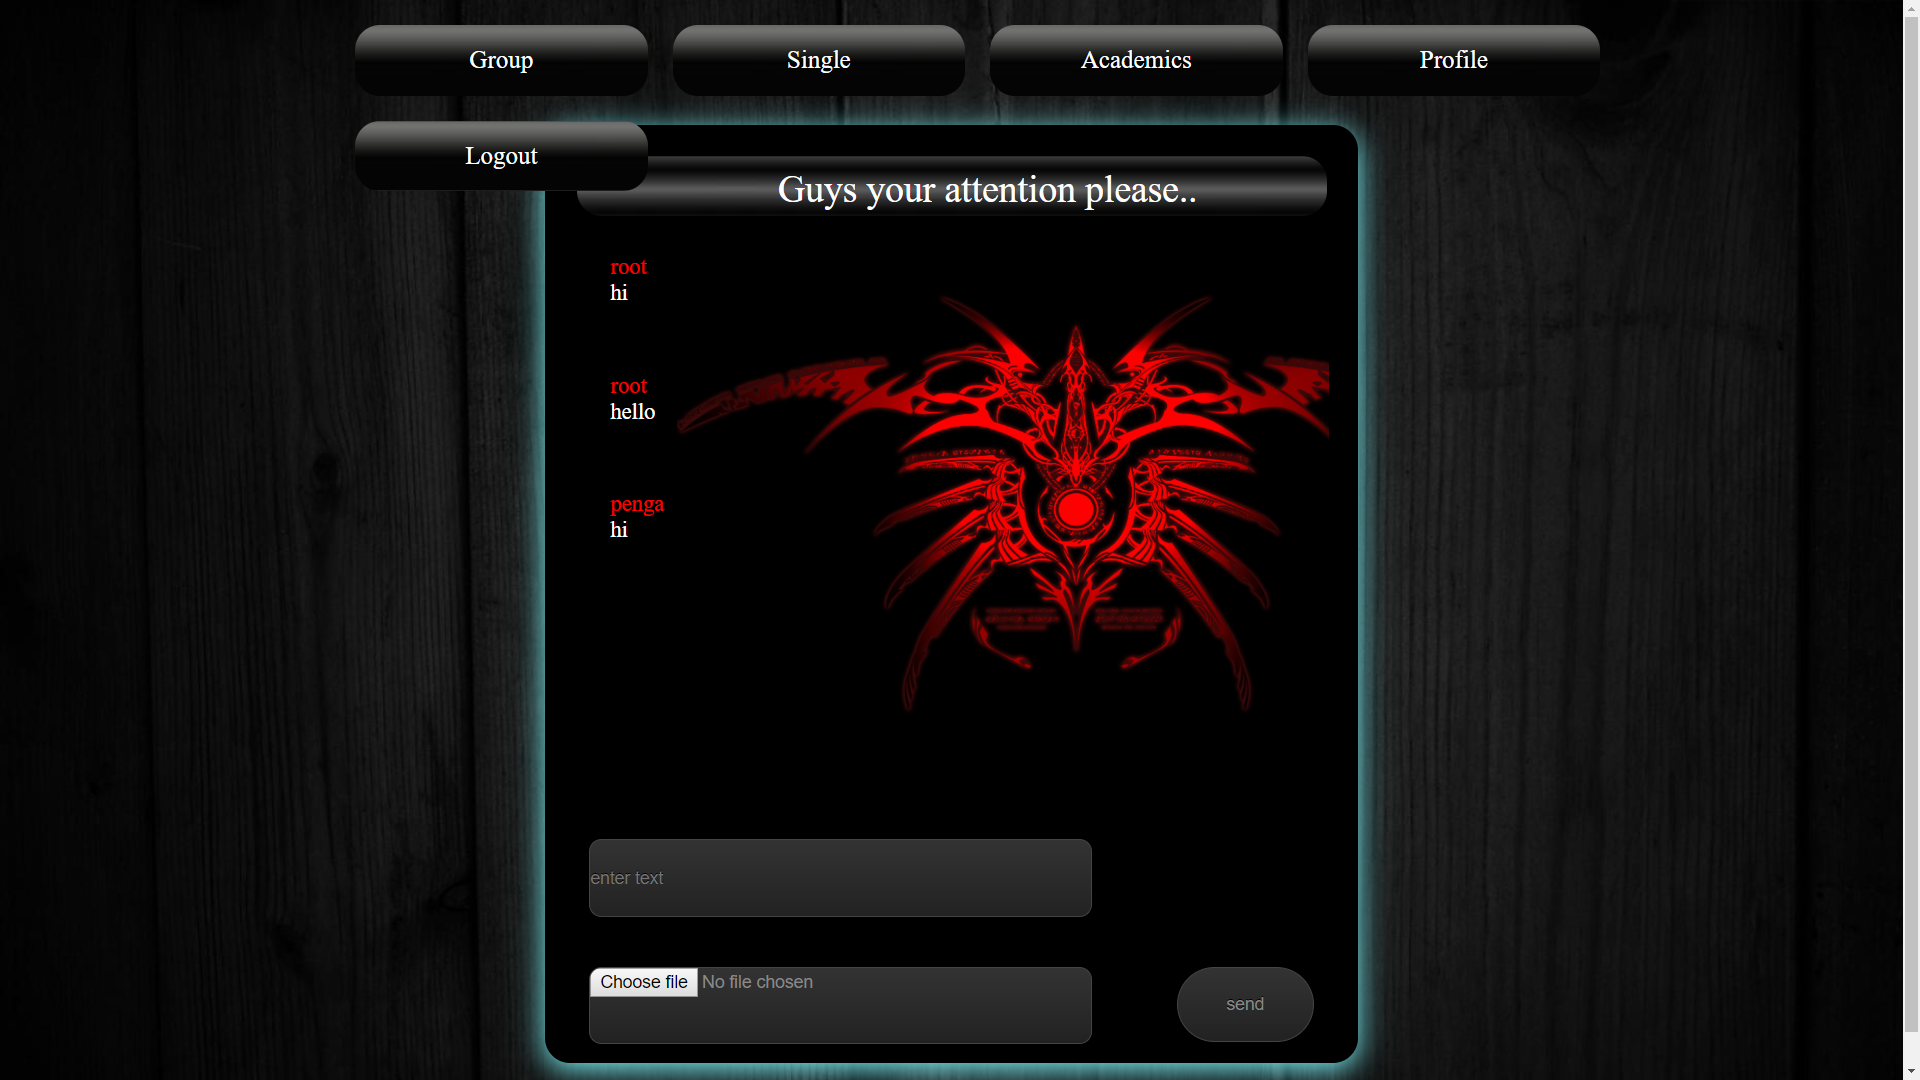 Group
Single
Academics
Profile
Logout
Guys your attention please..
root
hi
root
hello
penga
hi
enter text
Choose file No file chosen
send